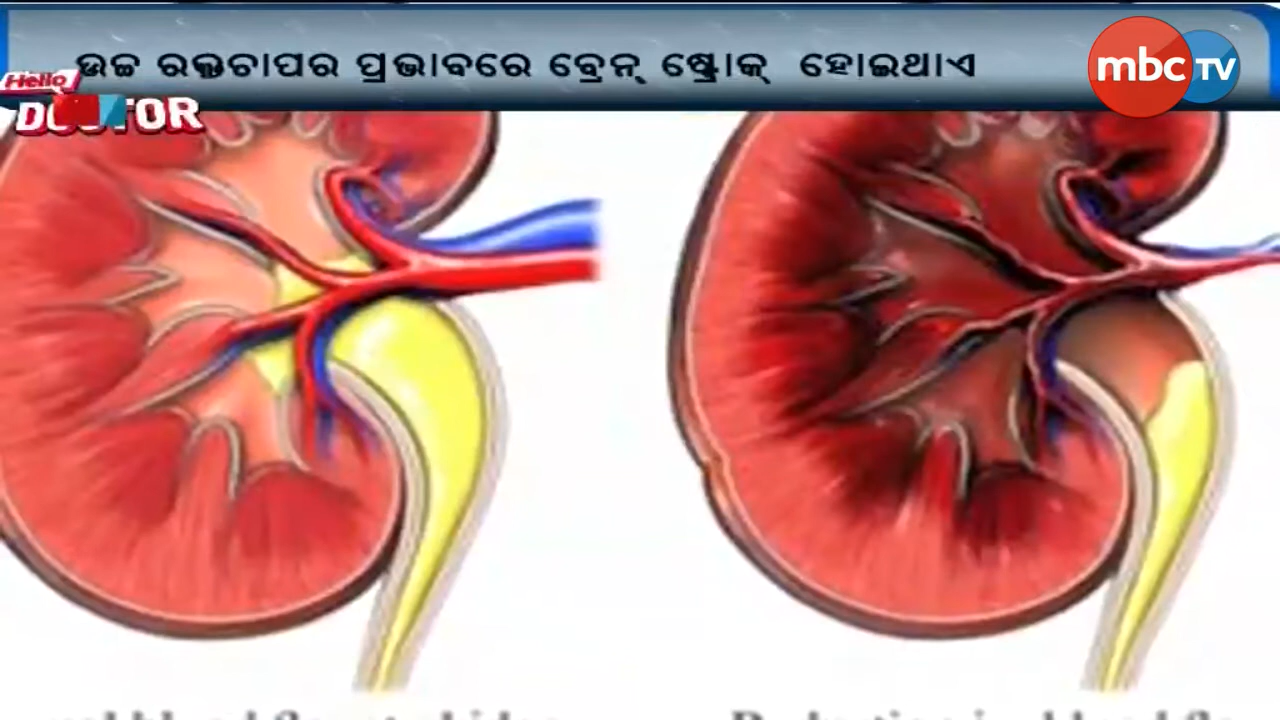 ଉଚ୍ଚ ରକ୍ତଚାପର ପ୍ରଭାବରେ ବ୍ରେନ୍ ଷ୍ଟ୍ରୋକ୍ ହୋଇଥାଏ
mbc TV
Hello
DOCTOR